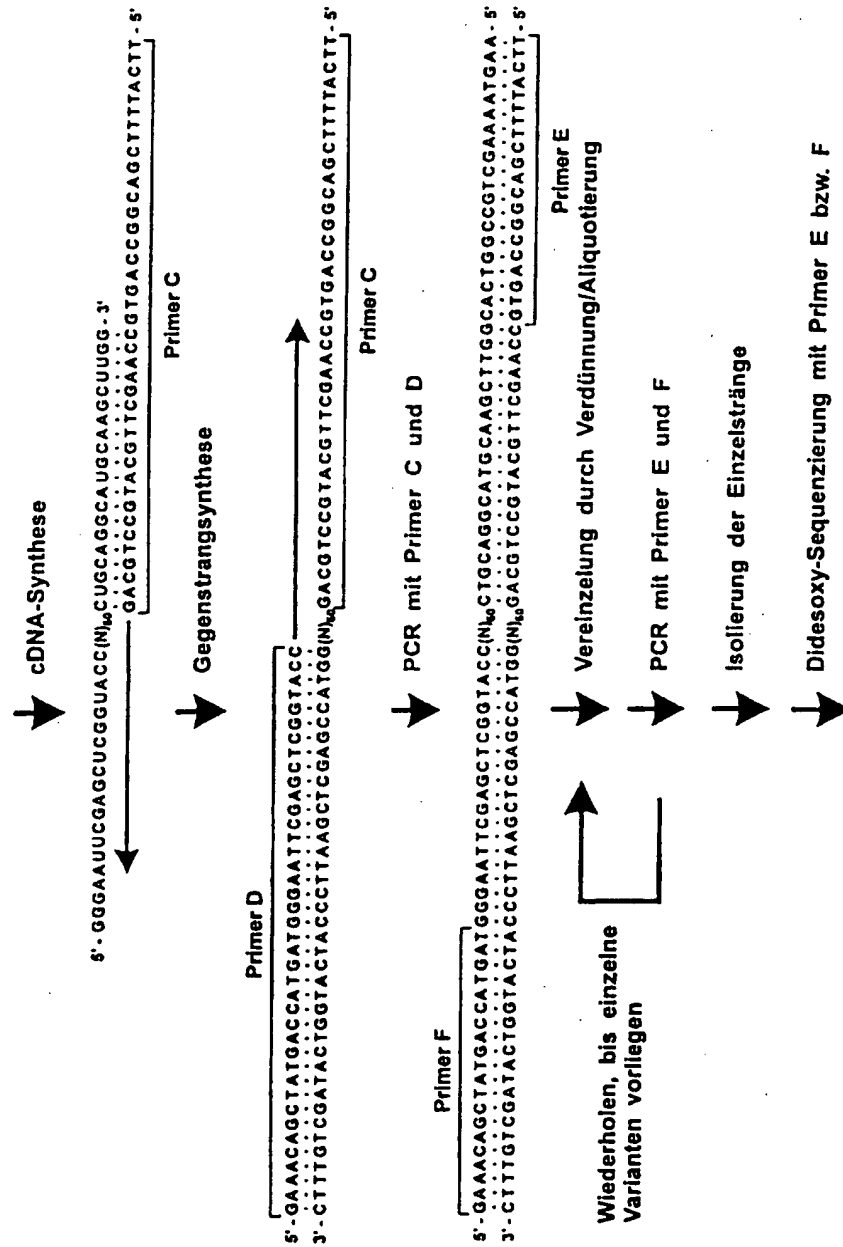 cDNA-Synthese
5'-GGGAAUUCGAGCUCGGUACC(N)₆₀CUGCAGGCAUGCAAGCUUGG-3'
GACGTCCGTACGTTCGAACCGTGACCGGCAGCTTTTACTT-5'
Primer C
Gegenstrangsynthese
Primer D
5'-GAAACAGCTATGACCATGATGGGAATTCGAGCTCGGTACC
3'-CTTTGTCGATACTGGTACTACCCTTAAGCTCGAGCCATGG(N)₆₀GACGTCCGTACGTTCGAACCGTGACCGGCAGCTTTTACTT-5'
Primer C
PCR mit Primer C und D
Primer F
5'-GAAACAGCTATGACCATGATGGGAATTCGAGCTCGGTACC(N)₆₀CTGCAGGCATGCAAGCTTGGCACTGGCCGTCGAAAATGAA-5'
3'-CTTTGTCGATACTGGTACTACCCTTAAGCTCGAGCCATGG(N)₆₀GACGTCCGTACGTTCGAACCGTGACCGGCAGCTTTTACTT-5'
Primer E
Vereinzelung durch Verdünnung/Aliquotierung
Wiederholen, bis einzelne
Varianten vorliegen
PCR mit Primer E und F
Isolierung der Einzelstränge
Didesoxy-Sequenzierung mit Primer E bzw. F